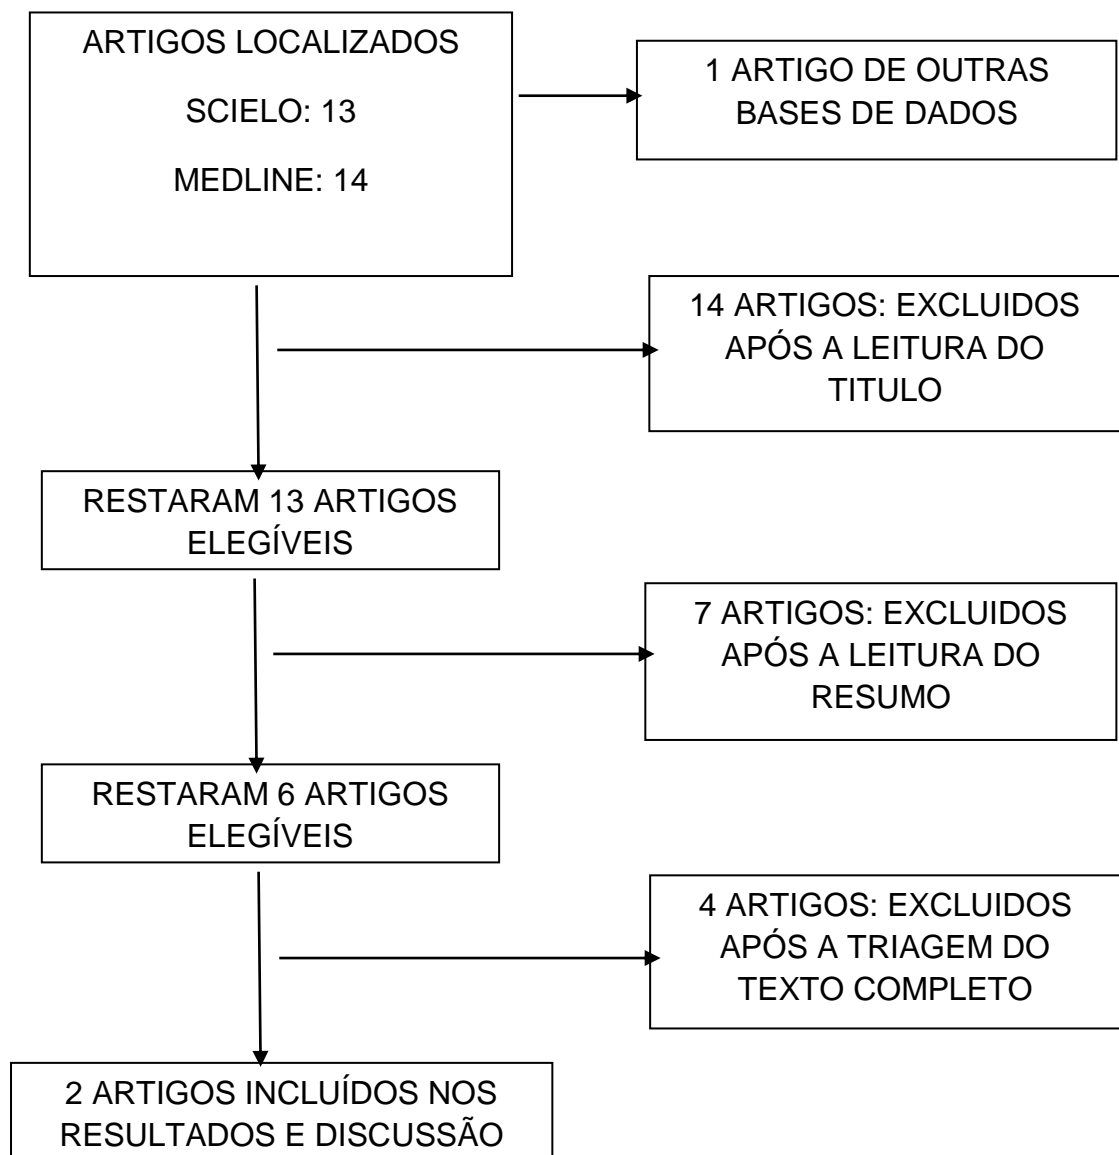 ARTIGOS LOCALIZADOS
SCIELO: 13
MEDLINE: 14
1 ARTIGO DE OUTRAS
BASES DE DADOS
14 ARTIGOS: EXCLUIDOS
APÓS A LEITURA DO
TITULO
RESTARAM 13 ARTIGOS
ELEGÍVEIS
7 ARTIGOS: EXCLUIDOS
APÓS A LEITURA DO
RESUMO
RESTARAM 6 ARTIGOS
ELEGÍVEIS
4 ARTIGOS: EXCLUIDOS
APÓS A TRIAGEM DO
TEXTO COMPLETO
2 ARTIGOS INCLUÍDOS NOS
RESULTADOS E DISCUSSÃO